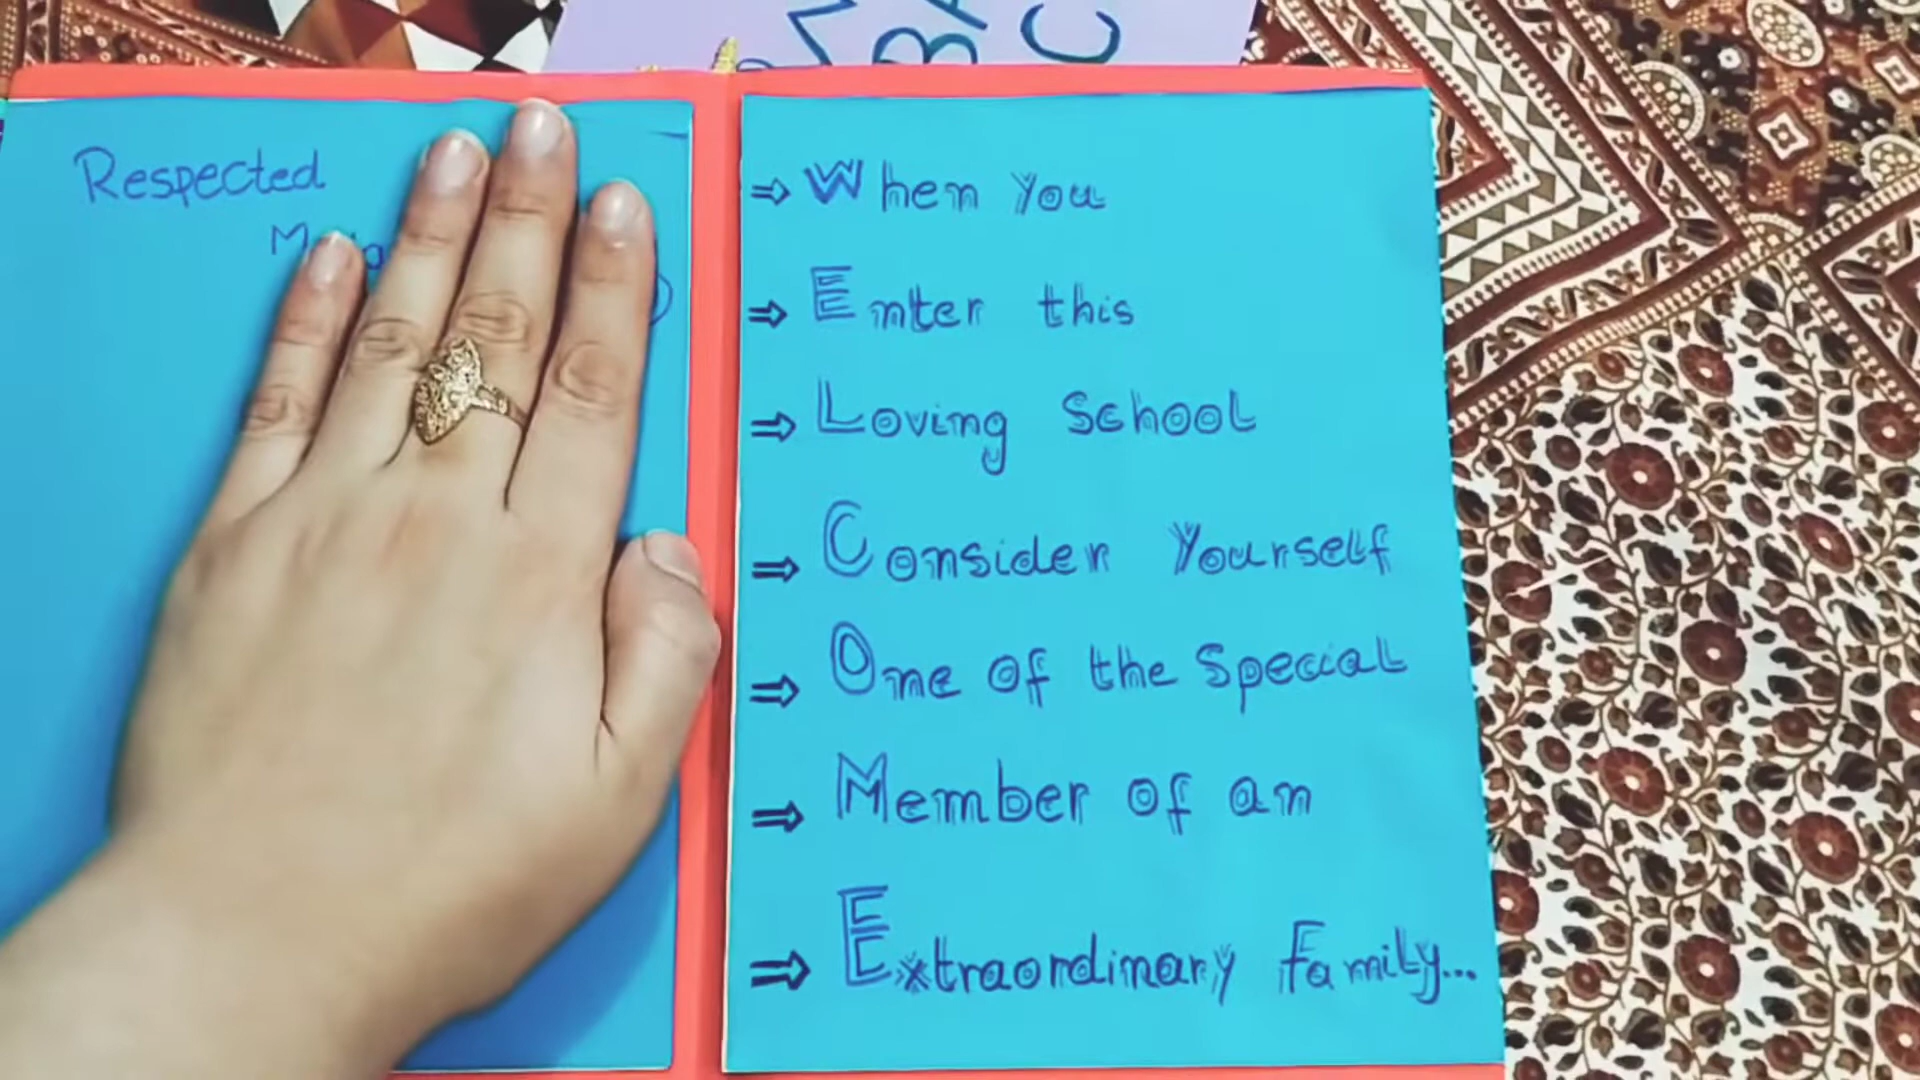 Respected
⇒ When You
⇒ Enter this
⇒ Loving School
⇒ Consider Yourself
⇒ One of the Special
⇒ Member of an
⇒ Extraordinary Family...